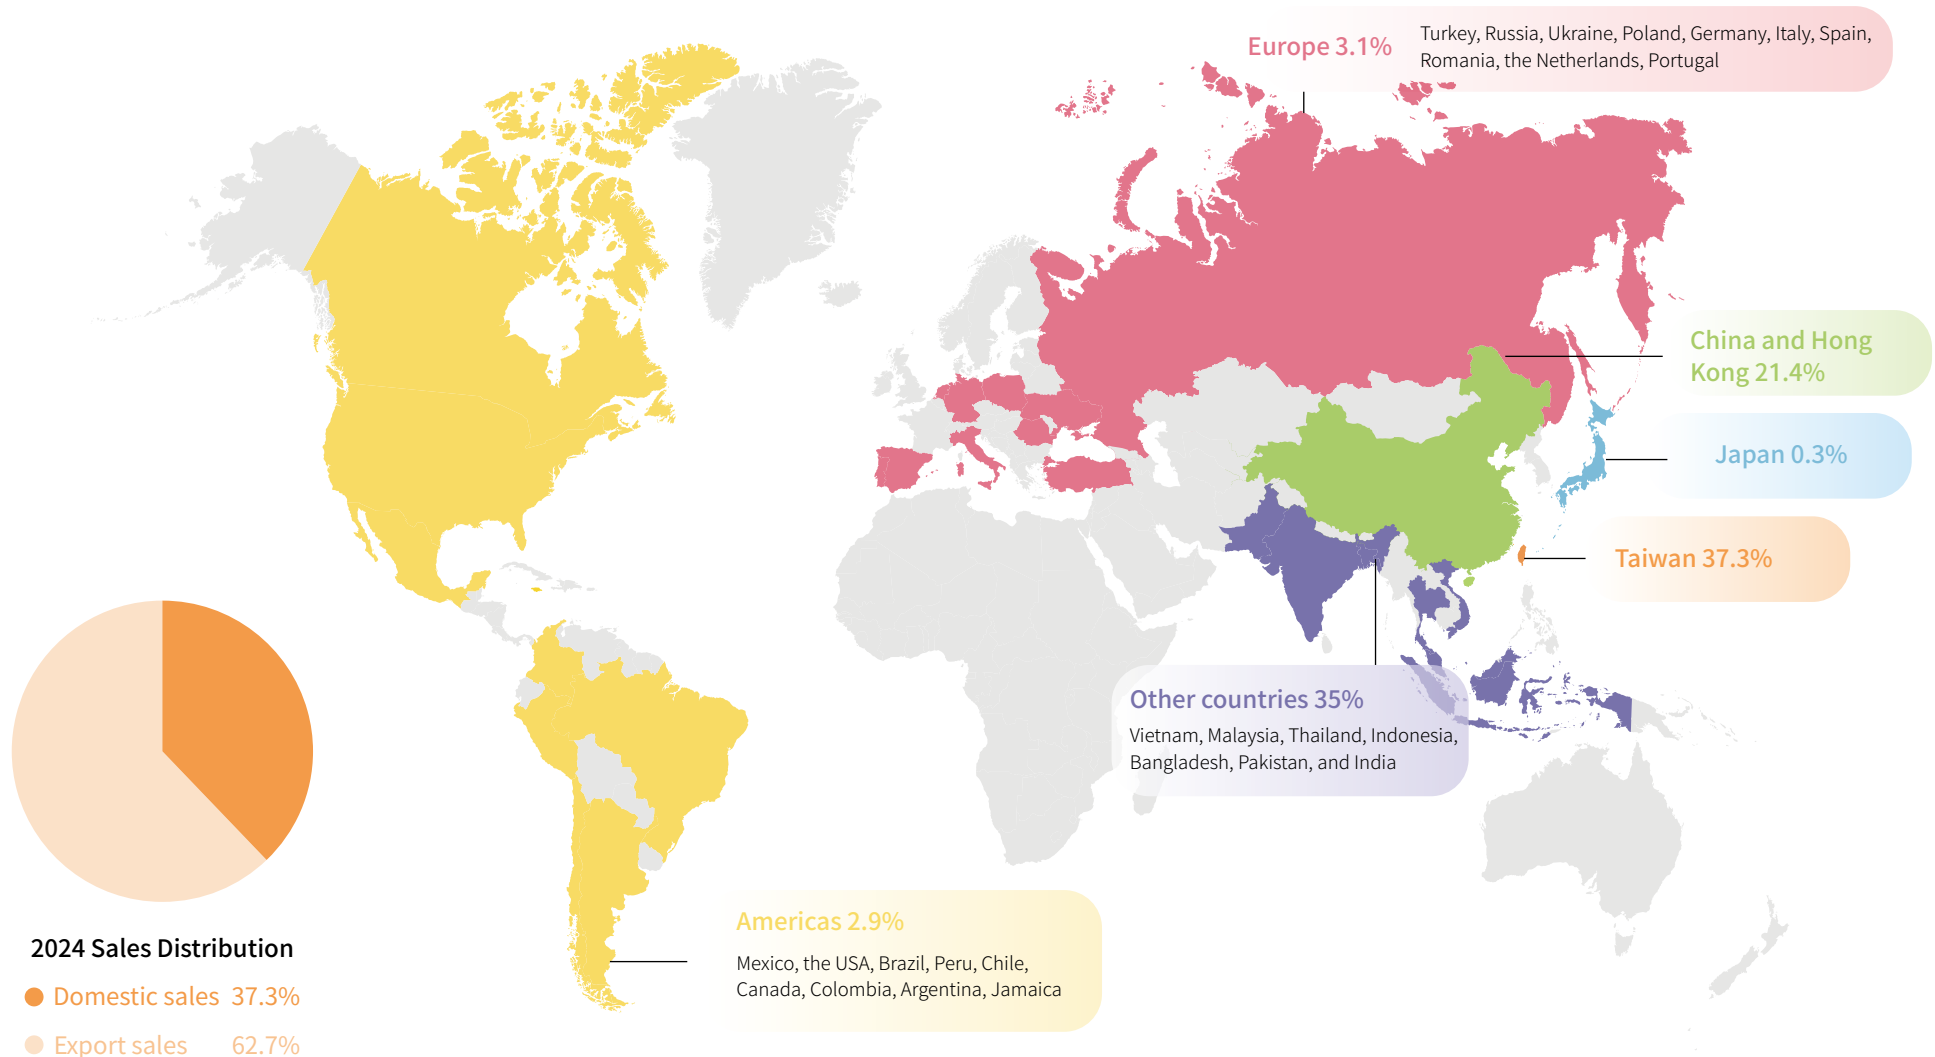 Europe 3.1%
Turkey, Russia, Ukraine, Poland, Germany, Italy, Spain,
Romania, the Netherlands, Portugal
China and Hong
Kong 21.4%
Japan 0.3%
Taiwan 37.3%
Other countries 35%
Vietnam, Malaysia, Thailand, Indonesia,
Bangladesh, Pakistan, and India
Americas 2.9%
Mexico, the USA, Brazil, Peru, Chile,
Canada, Colombia, Argentina, Jamaica
2024 Sales Distribution
Domestic sales 37.3%
Export sales 62.7%